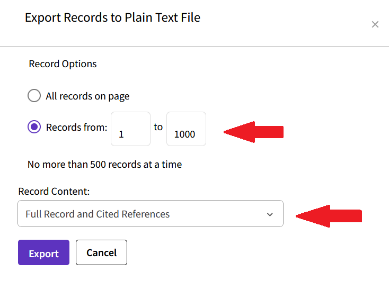 Export Records to Plain Text File
×
Record Options
All records on page
Records from: 1 to 1000
No more than 500 records at a time
Record Content:
Full Record and Cited References
Export Cancel